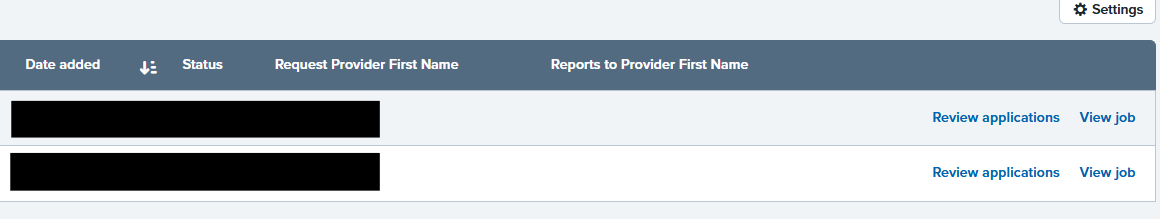 Settings
Date added Status Request Provider First Name Reports to Provider First Name
Review applications View job
Review applications View job